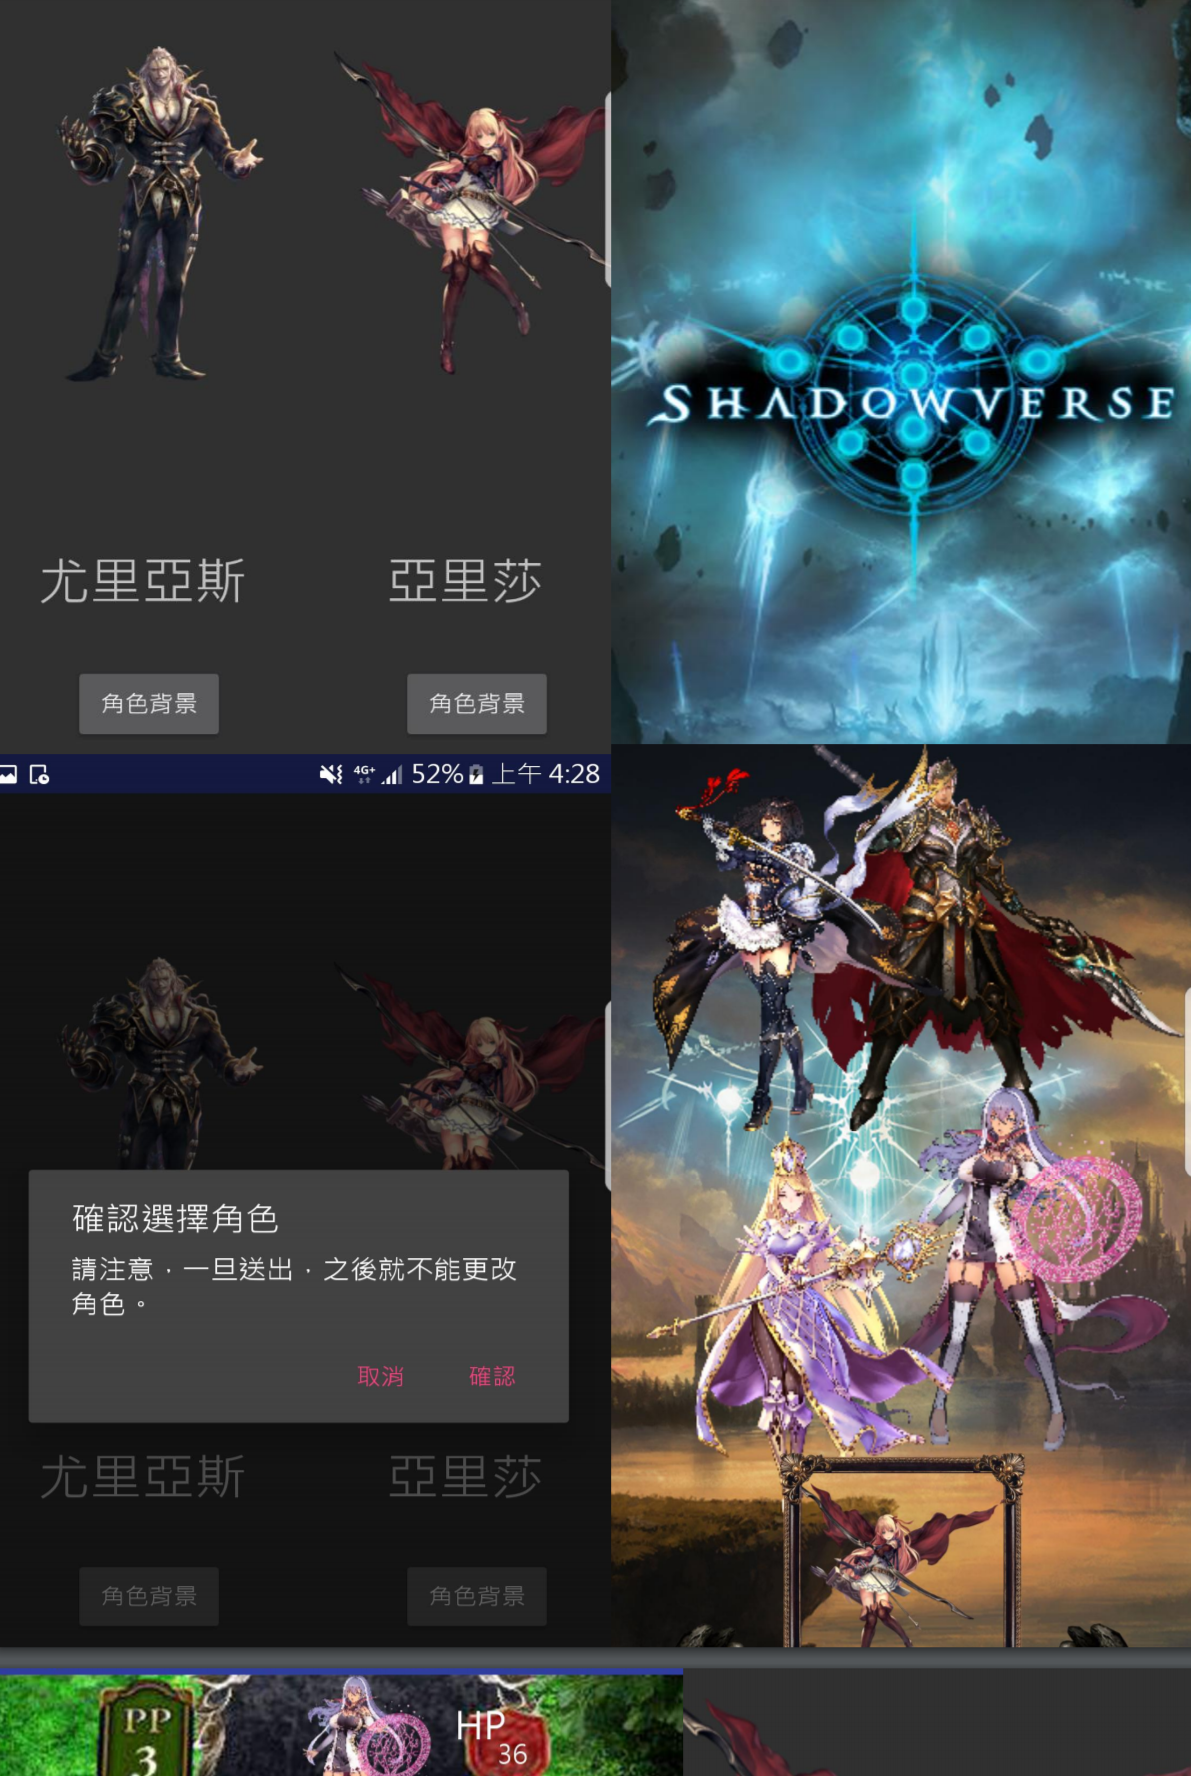 尤里亞斯
亞里莎
角色背景
角色背景
SHADOWVERSE
4G+
52%
上午 4:28
確認選擇角色
請注意，一旦送出，之後就不能更改
角色。
取消
確認
尤里亞斯
亞里莎
角色背景
角色背景
PP
3
HP
36